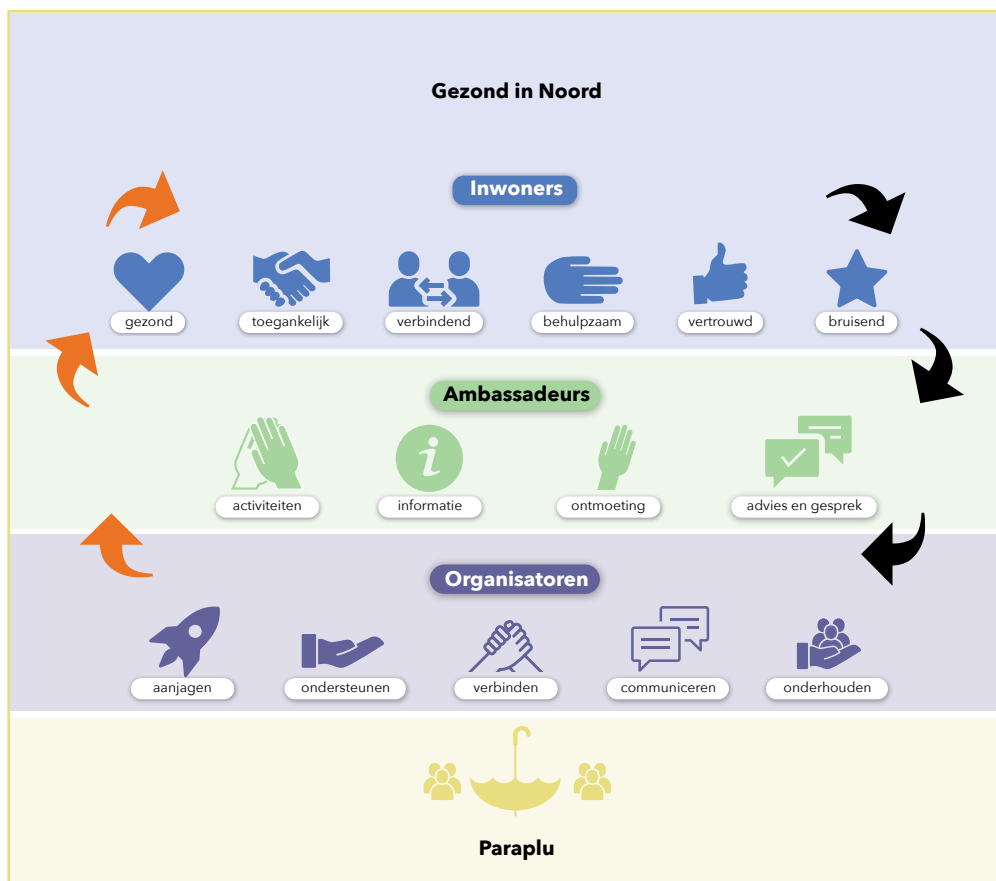 Gezond in Noord
Inwoners
gezond
toegankelijk
verbindend
behulpzaam
vertrouwd
bruisend
Ambassadeurs
activiteiten
informatie
ontmoeting
advies en gesprek
Organisatoren
aanjagen
ondersteunen
verbinden
communiceren
onderhouden
Paraplu